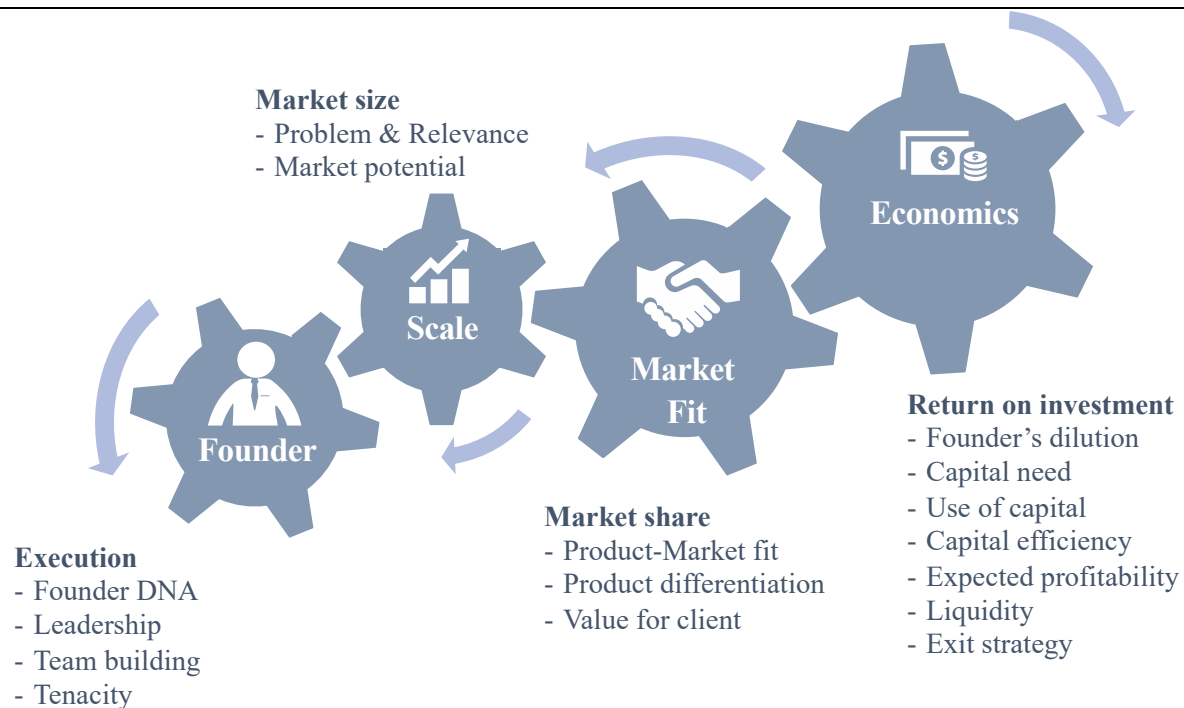 Market size
- Problem & Relevance
- Market potential
$
$
Economics
Scale
Market
Fit
Founder
Return on investment
- Founder’s dilution
- Capital need
- Use of capital
- Capital efficiency
- Expected profitability
- Liquidity
- Exit strategy
Market share
- Product-Market fit
- Product differentiation
- Value for client
Execution
- Founder DNA
- Leadership
- Team building
- Tenacity